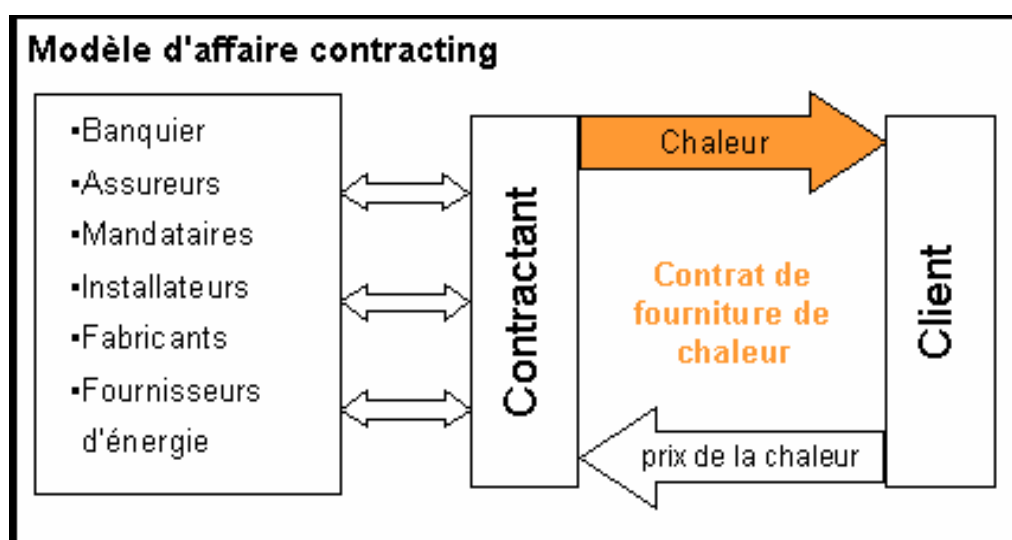 Modèle d'affaire contracting
▪Banquier
▪Assureurs
▪Mandataires
▪Installateurs
▪Fabricants
▪Fournisseurs
d'énergie
Contractant
Chaleur
Contrat de
fourniture de
chaleur
prix de la chaleur
Client